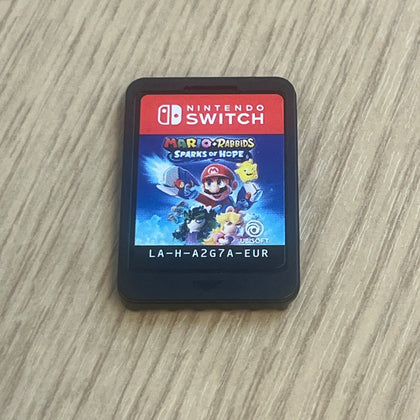 NINTENDO
SWITCH
MARIO + RABBIDS
SPARKS OF HOPE
UBISOFT
LA-H-A2G7A-EUR